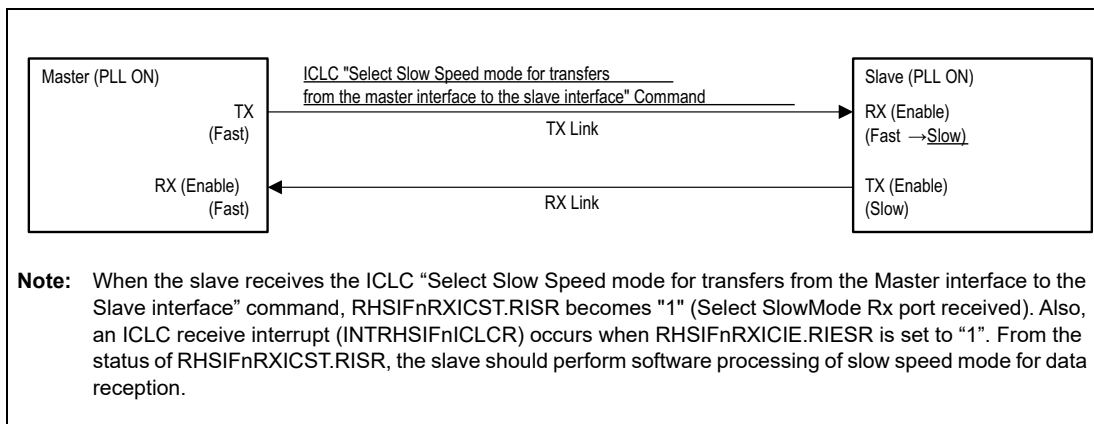 Master (PLL ON)
ICLC "Select Slow Speed mode for transfers
from the master interface to the slave interface" Command
Slave (PLL ON)
TX
(Fast)
TX Link
RX (Enable)
(Fast →Slow)
RX (Enable)
(Fast)
RX Link
TX (Enable)
(Slow)
Note: When the slave receives the ICLC “Select Slow Speed mode for transfers from the Master interface to the
Slave interface” command, RHSIFnRXICST.RISR becomes "1" (Select SlowMode Rx port received). Also,
an ICLC receive interrupt (INTRHSIFnICLCR) occurs when RHSIFnRXICIE.RIESR is set to “1”. From the
status of RHSIFnRXICST.RISR, the slave should perform software processing of slow speed mode for data
reception.